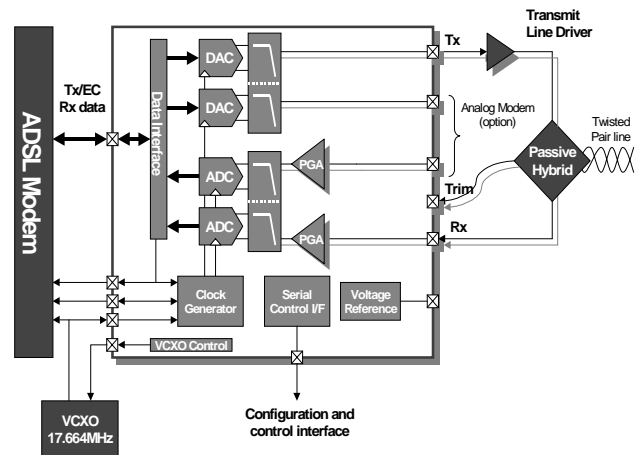 Transmit
Line Driver
Tx
DAC
Tx/EC
Rx data
ADSL Modem
Data Interface
DAC
Analog Modem
(option)
Twisted
Pair line
Passive
Hybrid
ADC
PGA
Trim
ADC
PGA
Rx
Clock
Generator
Serial
Control I/F
Voltage
Reference
VCXO Control
VCXO
17.664MHz
Configuration and
control interface